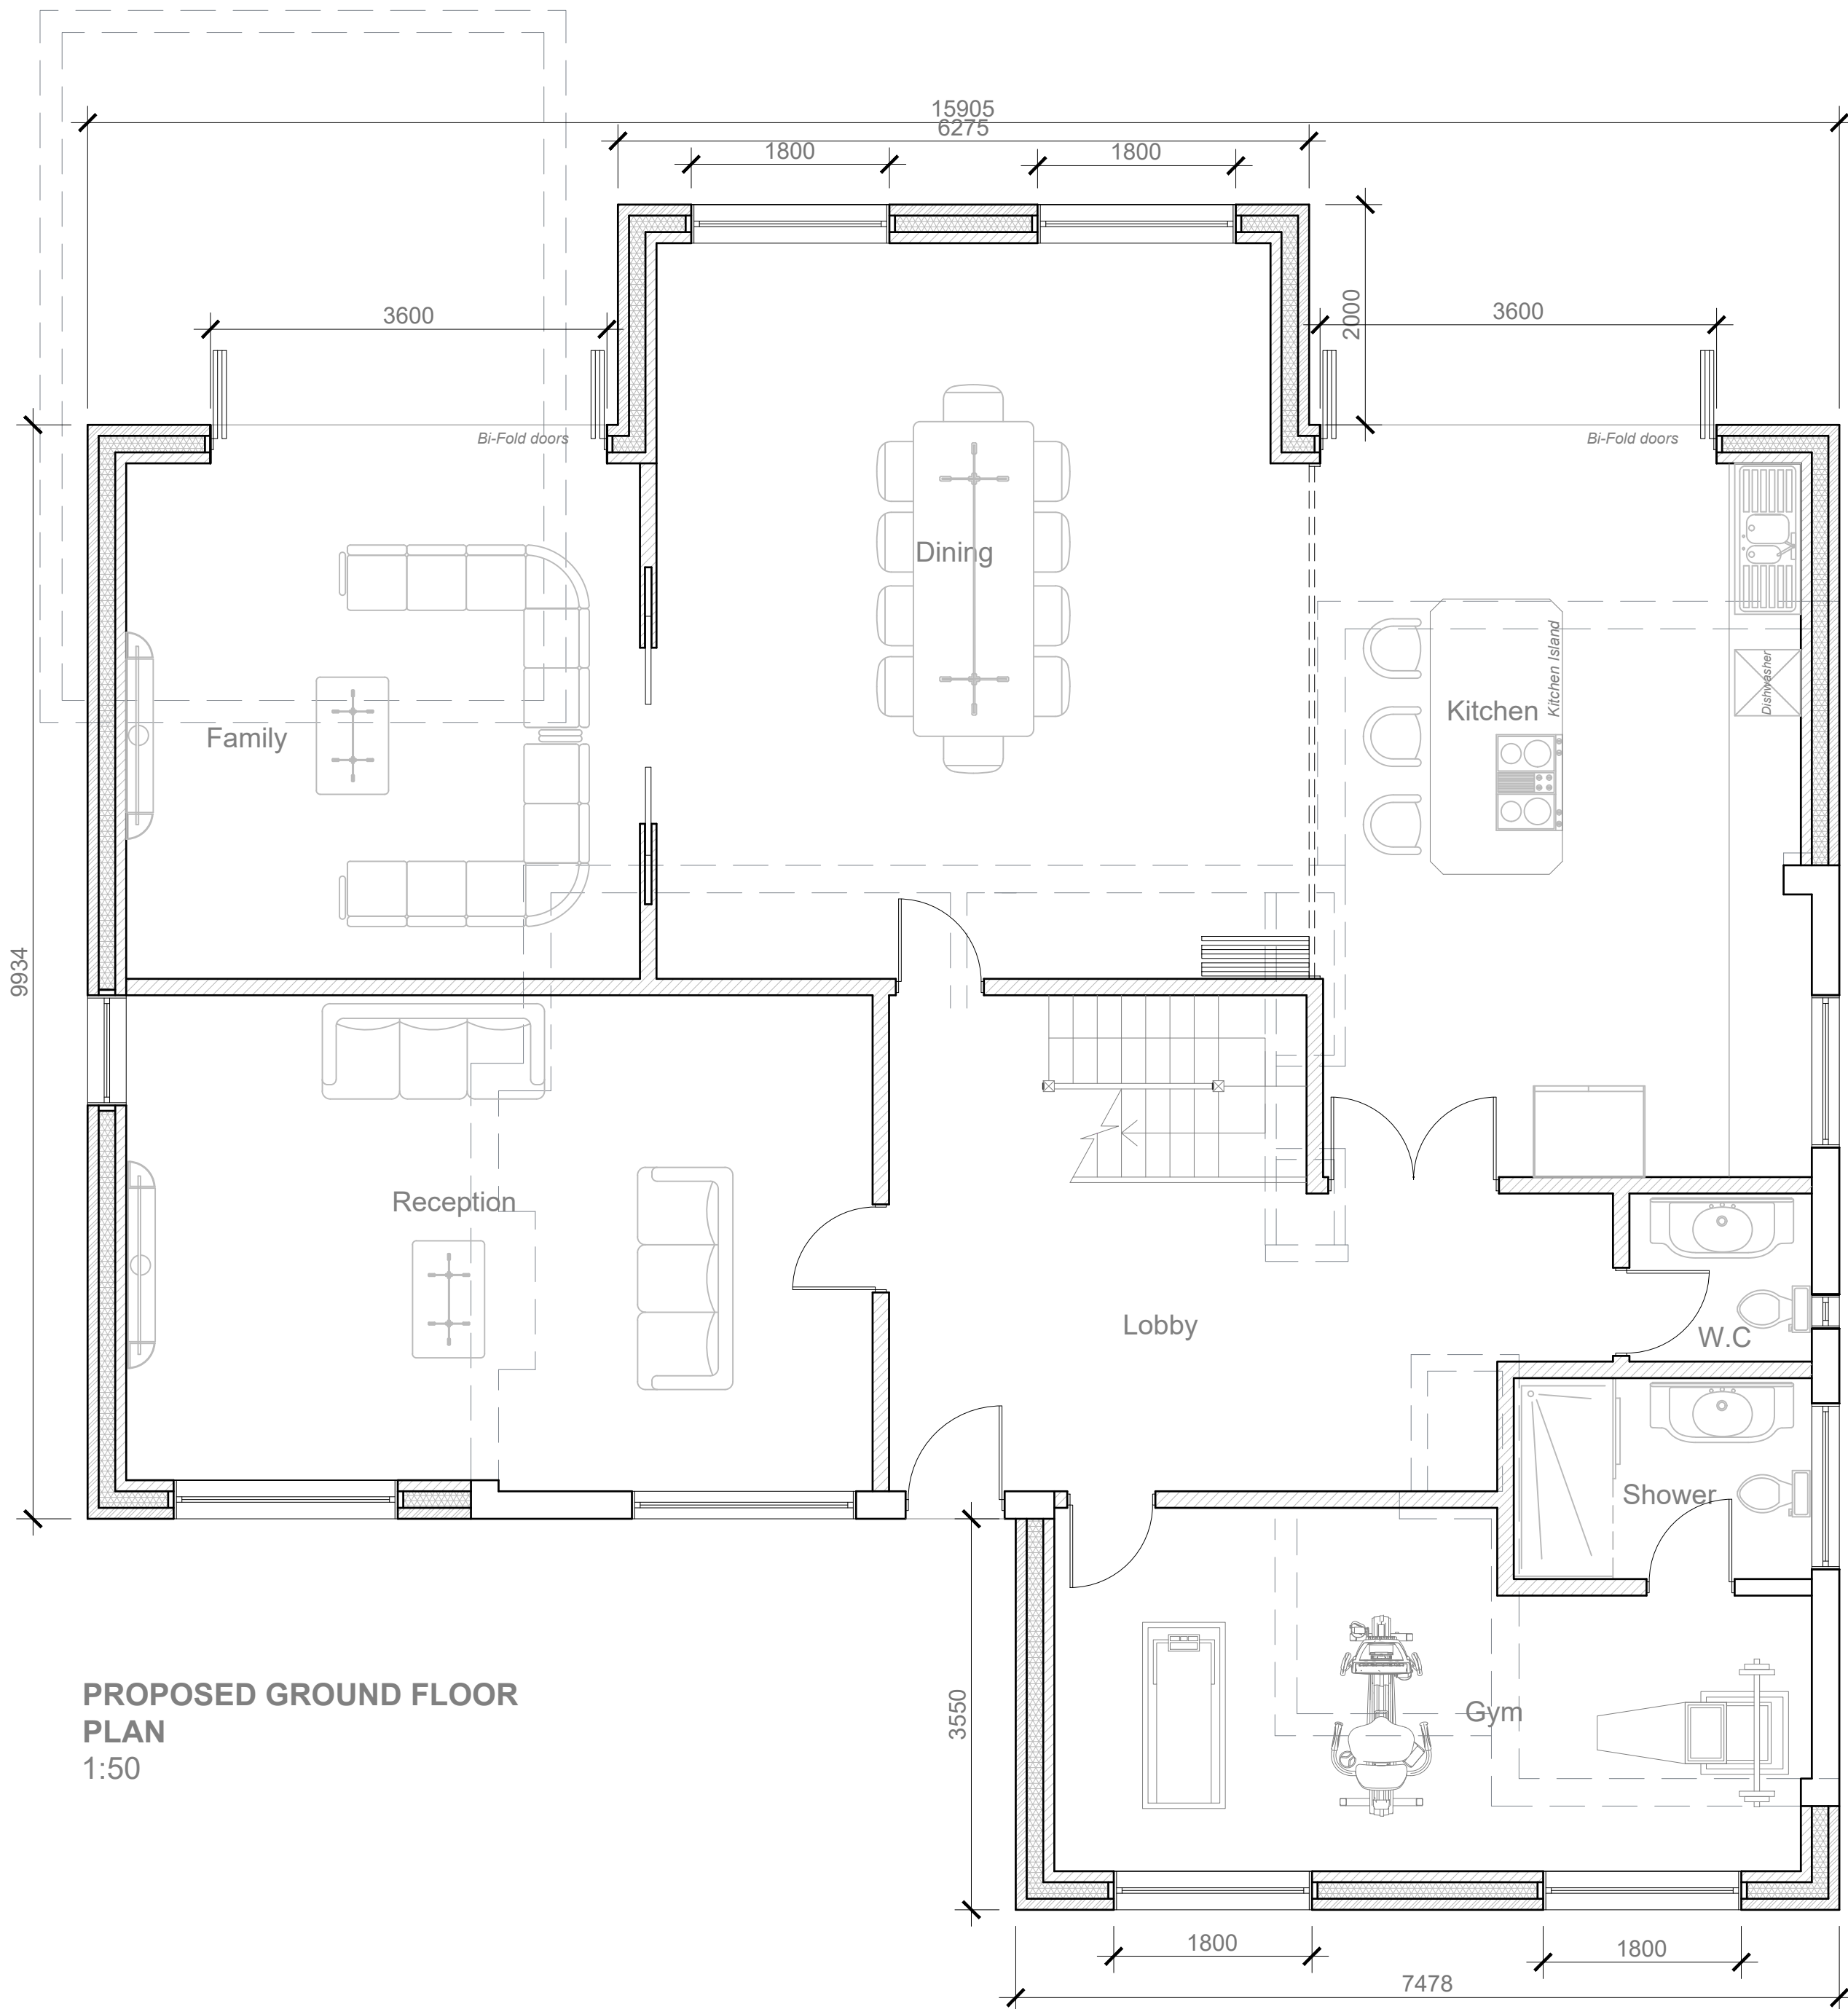 15905
6275
1800
1800
3600
2000
3600
Bi-Fold doors
Bi-Fold doors
Dining
Kitchen Island
Dishwasher
Kitchen
Family
9934
Reception
Lobby
W.C
Shower
PROPOSED GROUND FLOOR
PLAN
1:50
3550
Gym
1800
1800
7478